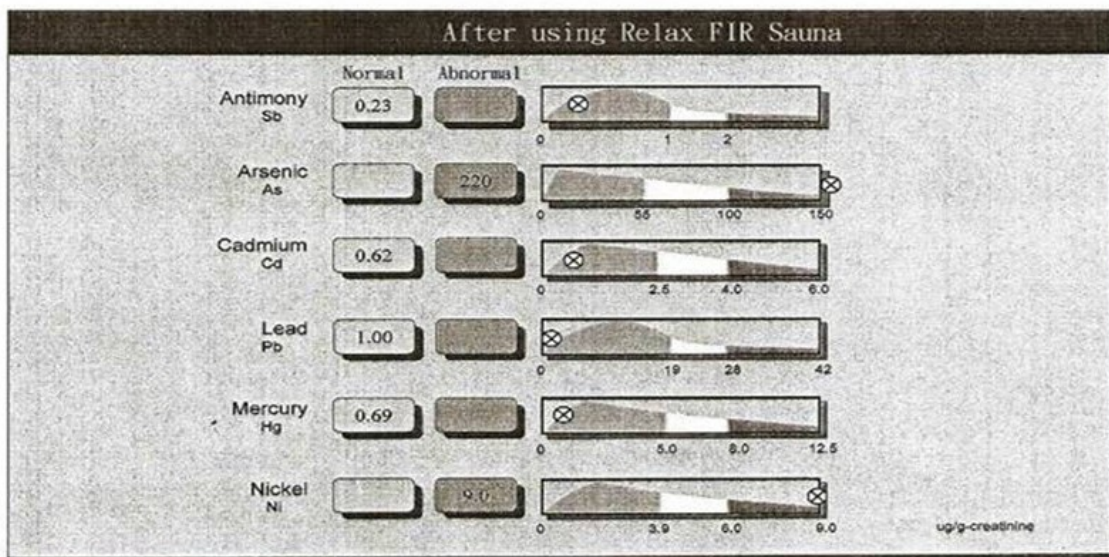 After using Relax FIR Sauna
Normal Abnormal
Antimony 0.23
Sb
0 1 2
Arsenic 220
As
0 55 100 150
Cadmium 0.62
Cd
0 2.5 4.0 6.0
Lead 1.00
Pb
0 19 28 42
Mercury 0.69
Hg
0 5.0 8.0 12.5
Nickel 9.0
Ni
0 3.9 6.0 9.0
ug/g-creatinine